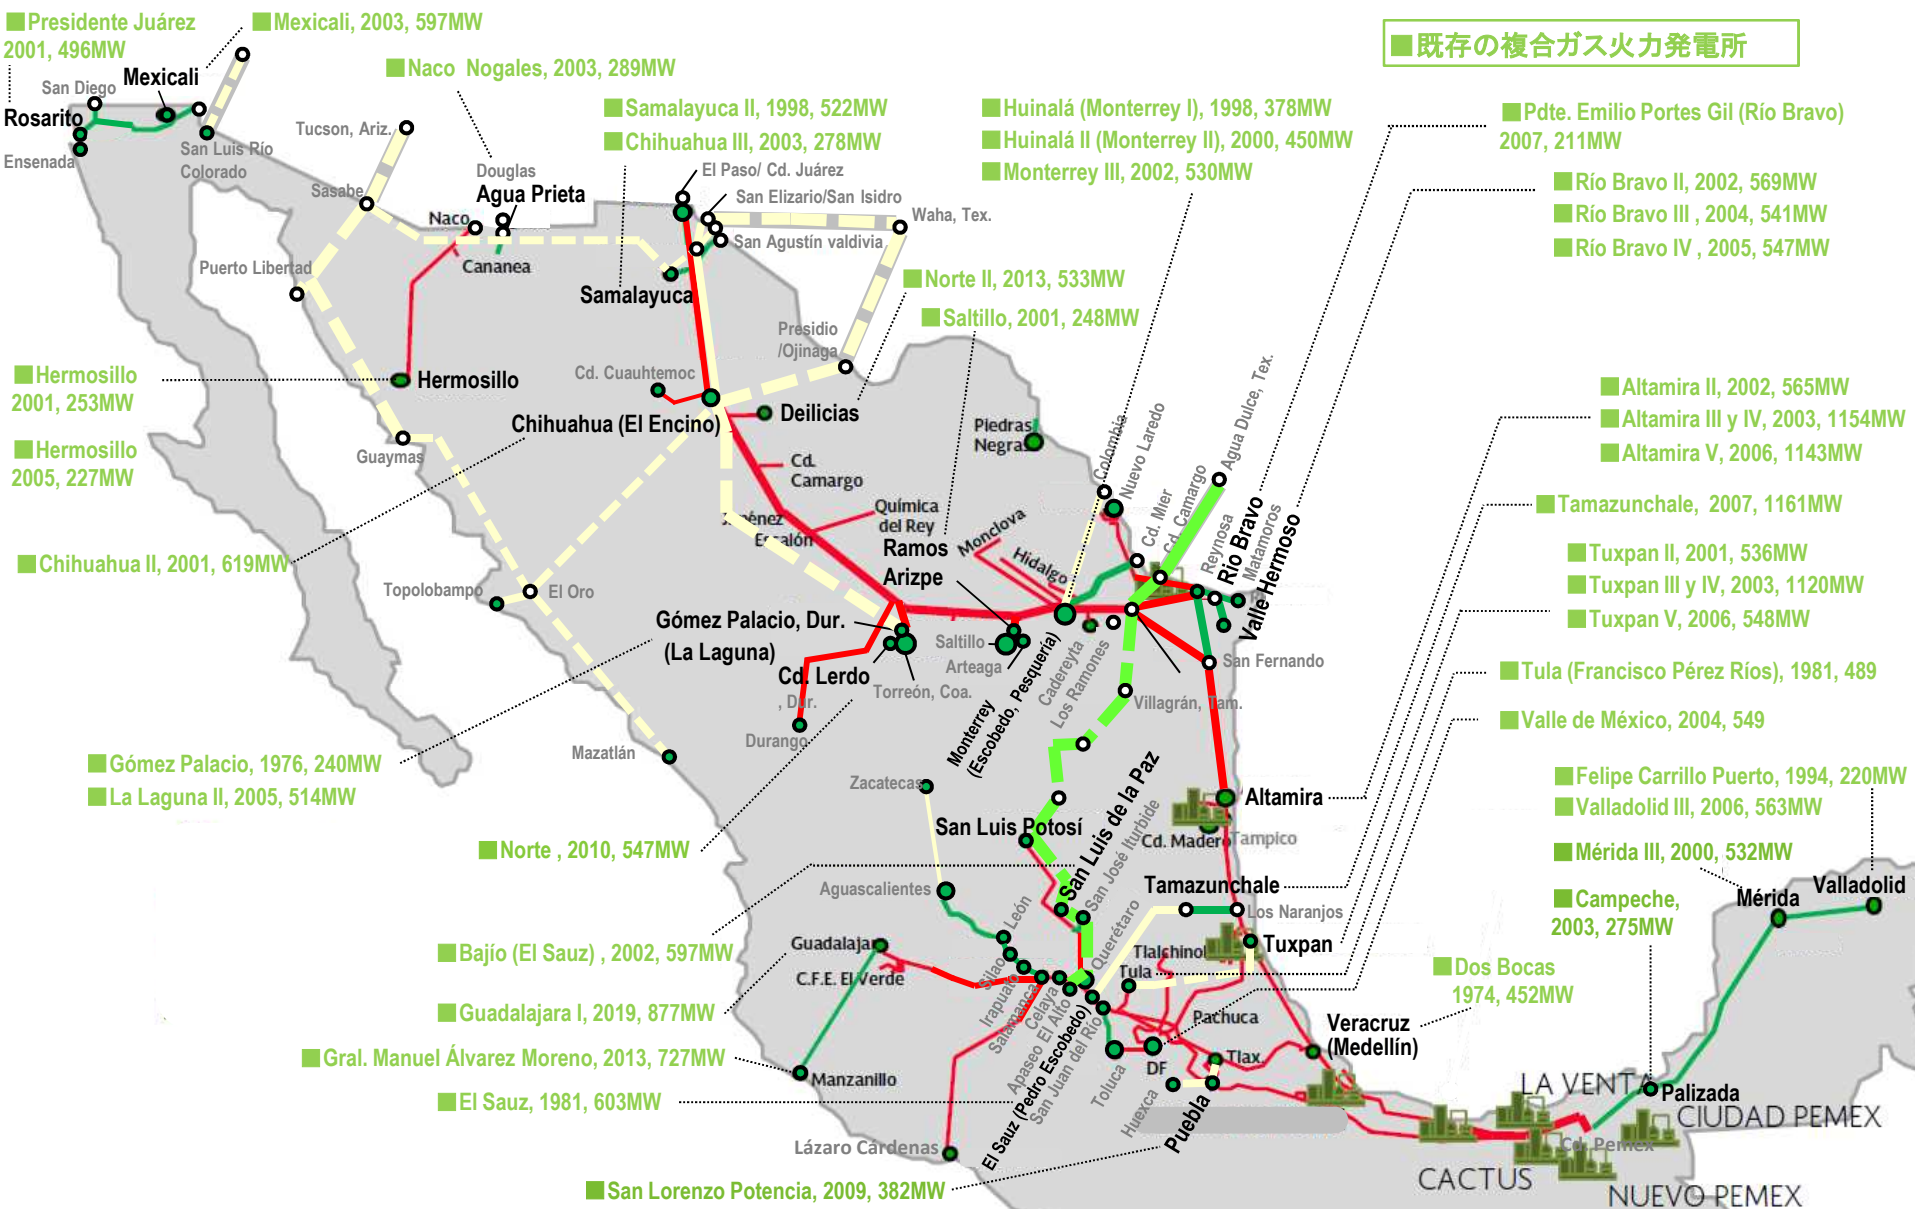 ■Presidente Juárez
2001, 496MW
■Mexicali, 2003, 597MW
■既存の複合ガス火力発電所
■Naco Nogales, 2003, 289MW
■Samalayuca II, 1998, 522MW
■Chihuahua III, 2003, 278MW
■Huinalá (Monterrey I), 1998, 378MW
■Huinalá II (Monterrey II), 2000, 450MW
■Monterrey III, 2002, 530MW
■Pdte. Emilio Portes Gil (Río Bravo)
2007, 211MW
■Río Bravo II, 2002, 569MW
■Río Bravo III , 2004, 541MW
■Río Bravo IV , 2005, 547MW
San Diego
Mexicali
Rosarito
Ensenada
San Luis Río
Colorado
Tucson, Ariz.
Sasabe
Douglas
Agua Prieta
Naco
Cananea
El Paso/ Cd. Juárez
San Elizario/San Isidro
San Agustín valdivia
Waha, Tex.
Puerto Libertad
Samalayuca
■Norte II, 2013, 533MW
■Saltillo, 2001, 248MW
Presidio
/Ojinaga
■Hermosillo
2001, 253MW
Hermosillo
Cd. Cuauhtemoc
Chihuahua (El Encino)
Deilicias
■Hermosillo
2005, 227MW
Guaymas
Cd.
Camargo
Piedras
Negras
Colombia
Nuevo Laredo
Cd. Mier
Cd. Camargo
Agua Dulce, Tex.
Reynosa
Rio Bravo
Matamoros
Valle Hermoso
■Altamira II, 2002, 565MW
■Altamira III y IV, 2003, 1154MW
■Altamira V, 2006, 1143MW
■Tamazunchale, 2007, 1161MW
■Tuxpan II, 2001, 536MW
■Tuxpan III y IV, 2003, 1120MW
■Tuxpan V, 2006, 548MW
■Tula (Francisco Pérez Ríos), 1981, 489
■Valle de México, 2004, 549
■Felipe Carrillo Puerto, 1994, 220MW
■Valladolid III, 2006, 563MW
■Mérida III, 2000, 532MW
■Campeche,
2003, 275MW
■Chihuahua II, 2001, 619MW
Química
del Rey
Ramos
Arizpe
Monclova
Hidalgo
Topolobampo
El Oro
Gómez Palacio, Dur.
(La Laguna)
Cd. Lerdo
Torreón, Coa.
, Dur.
Durango
Saltillo
Arteaga
Monterrey
(Escobedo, Pesquería)
Cadereyta
Los Ramones
Villagrán, Tam.
San Fernando
Mazatlán
■Gómez Palacio, 1976, 240MW
■La Laguna II, 2005, 514MW
■Norte , 2010, 547MW
Zacatecas
San Luis Potosí
San Luis de la Paz
San José Iturbide
Altamira
Cd. Madero
Tampico
Aguascalientes
León
Silao
Irapuato
Salamanca
Celaya
Apaseo El Alto
El Sauz (Pedro Escobedo)
San Juan del Río
Querétaro
Tamazunchale
Los Naranjos
Tuxpan
Tlalchinol
Tula
Pachuca
Toluca
DF
Tlax.
Huexca
Puebla
Guadalajar
C.F.E. El Verde
Manzanillo
Lázaro Cárdenas
■Bajío (El Sauz) , 2002, 597MW
■Guadalajara I, 2019, 877MW
■Gral. Manuel Álvarez Moreno, 2013, 727MW
■El Sauz, 1981, 603MW
■San Lorenzo Potencia, 2009, 382MW
■Dos Bocas
1974, 452MW
Veracruz
(Medellín)
Mérida
Valladolid
LA VENTA
Palizada
CIUDAD PEMEX
Cd. Pemex
CACTUS
NUEVO PEMEX